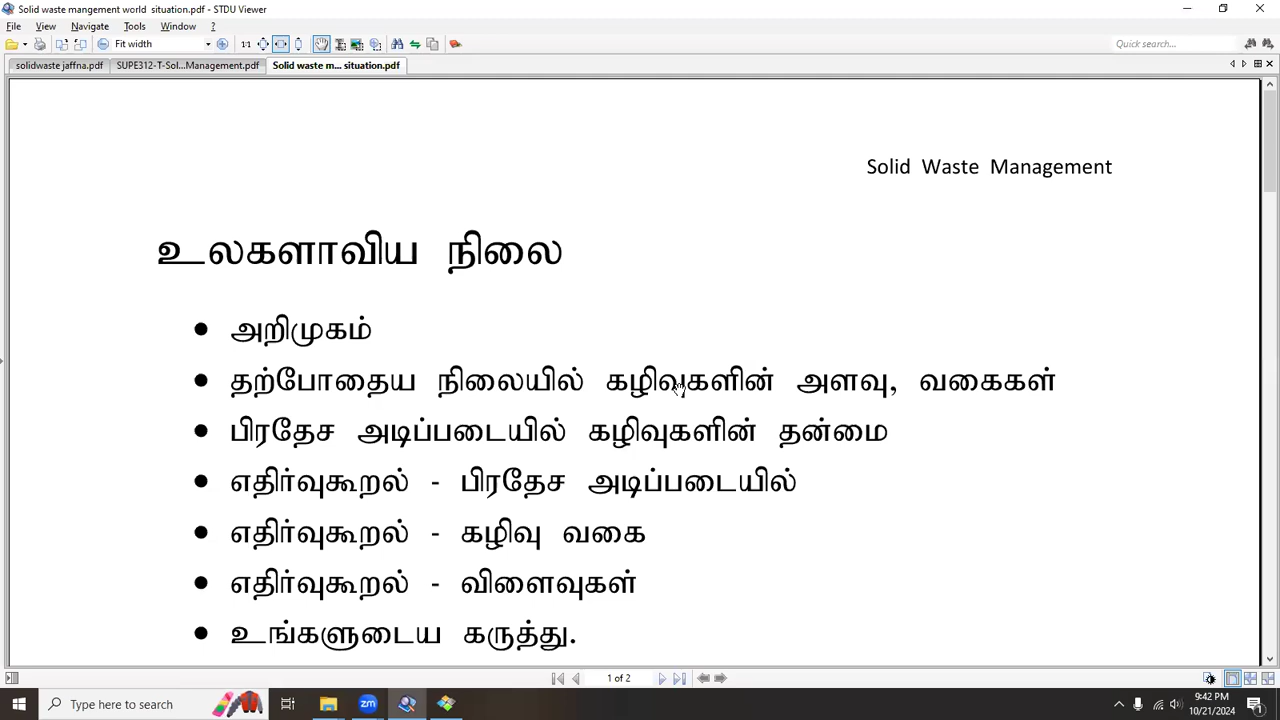 Solid waste mangement world situation.pdf - STDU Viewer
File View Navigate Tools Window ?
Fit width 1:1 Quick search...
solidwaste jaffna.pdf SUPE312-T-Sol...Management.pdf Solid waste m... situation.pdf
Solid Waste Management
உலகளாவிய நிலை
• அறிமுகம்
• தற்போதைய நிலையில் கழிவுகளின் அளவு, வகைகள்
• பிரதேச அடிப்படையில் கழிவுகளின் தன்மை
• எதிர்வுகூறல் - பிரதேச அடிப்படையில்
• எதிர்வுகூறல் - கழிவு வகை
• எதிர்வுகூறல் - விளைவுகள்
• உங்களுடைய கருத்து.
1 of 2
Type here to search zm 9:42 PM
10/21/2024